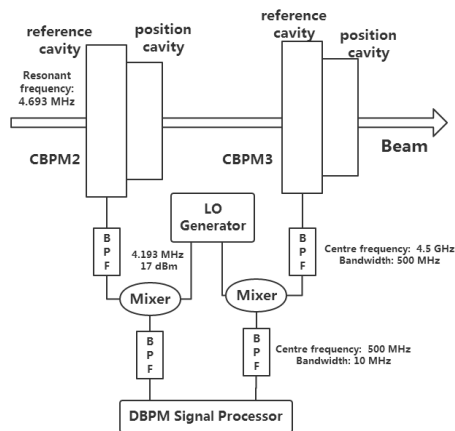 reference
cavity
position
cavity
reference
cavity
position
cavity
Resonant
frequency:
4.693 MHz
CBPM2
CBPM3
Beam
LO
Generator
B
P
F
4.193 MHz
17 dBm
B
P
F
Centre frequency: 4.5 GHz
Bandwidth: 500 MHz
Mixer
Mixer
B
P
F
B
P
F
Centre frequency: 500 MHz
Bandwidth: 10 MHz
DBPM Signal Processor